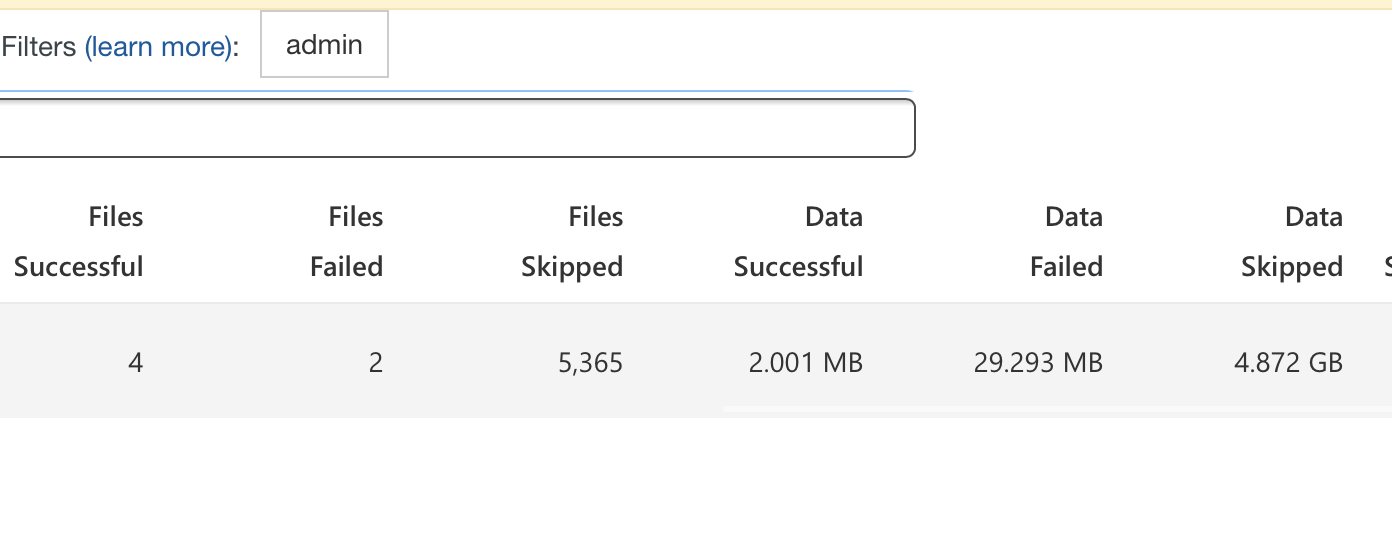 Filters (learn more): admin
Files Files Files Data Data Data
Successful Failed Skipped Successful Failed Skipped
4 2 5,365 2.001 MB 29.293 MB 4.872 GB